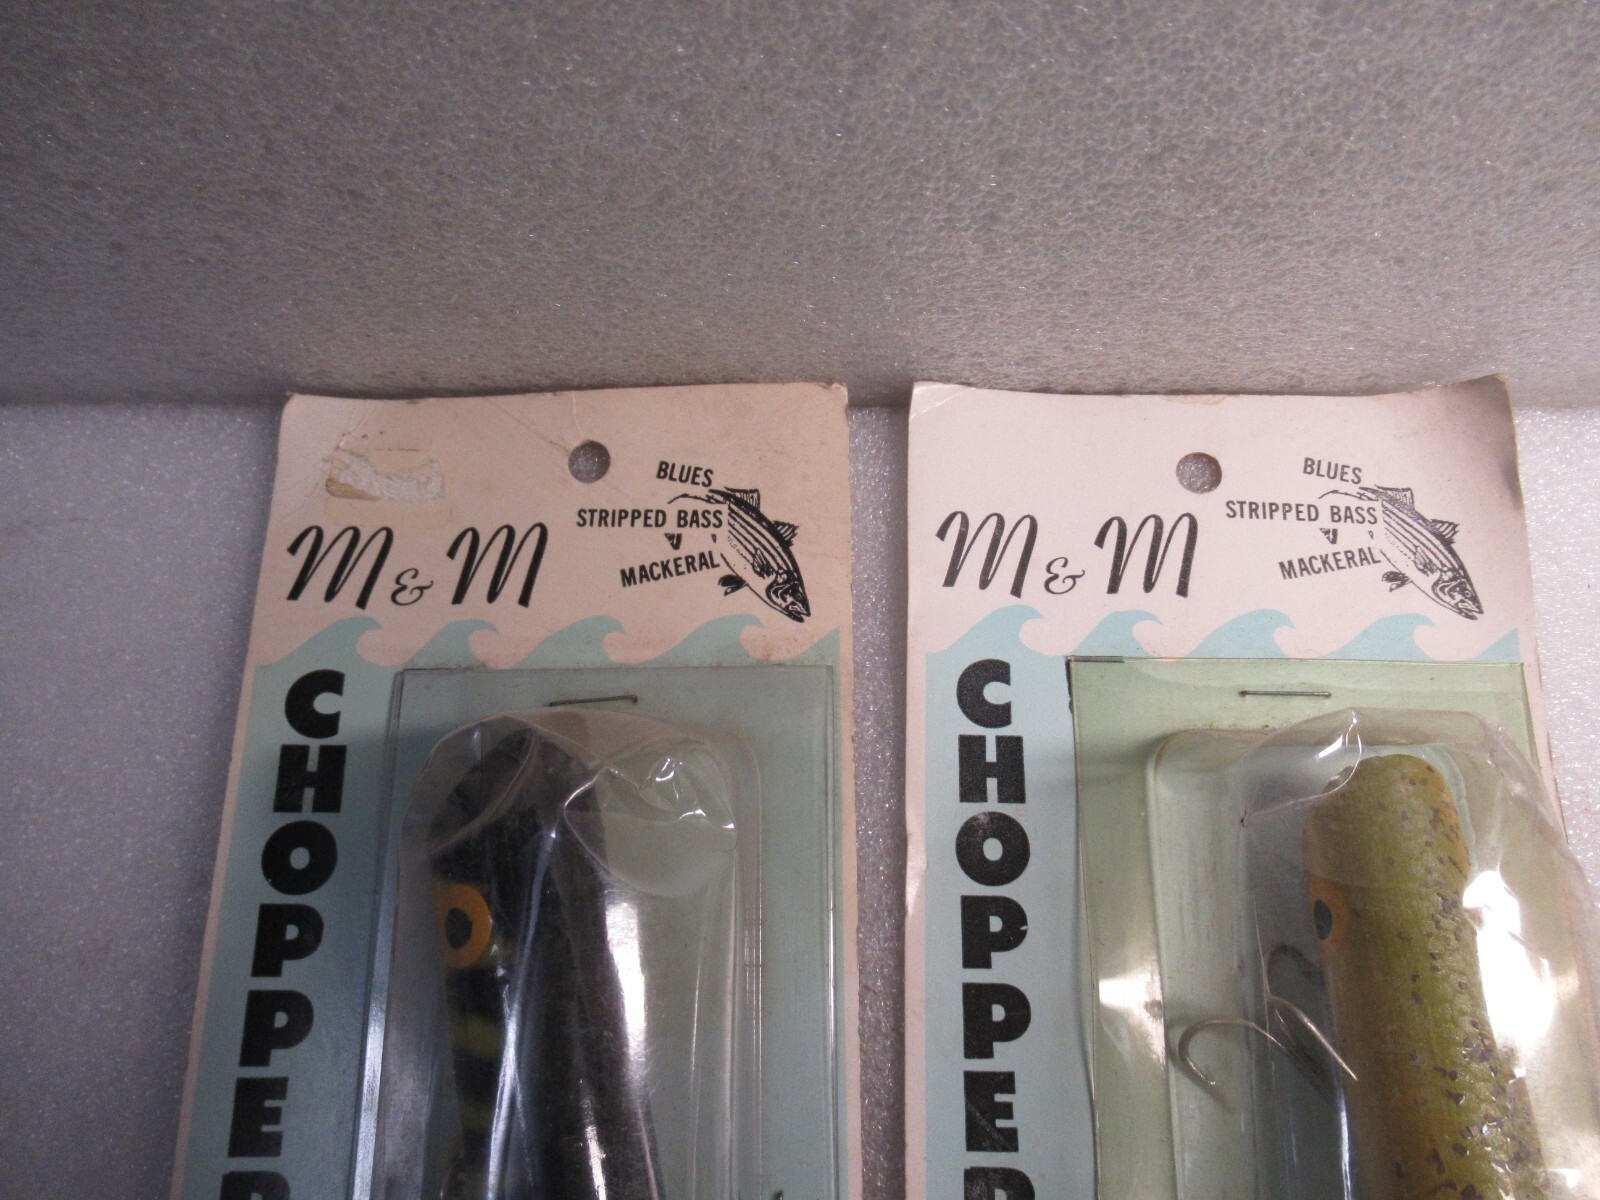 M & M
BLUES
STRIPPED BASS
MACKERAL
CHOPPE
M & M
BLUES
STRIPPED BASS
MACKERAL
CHOPPE